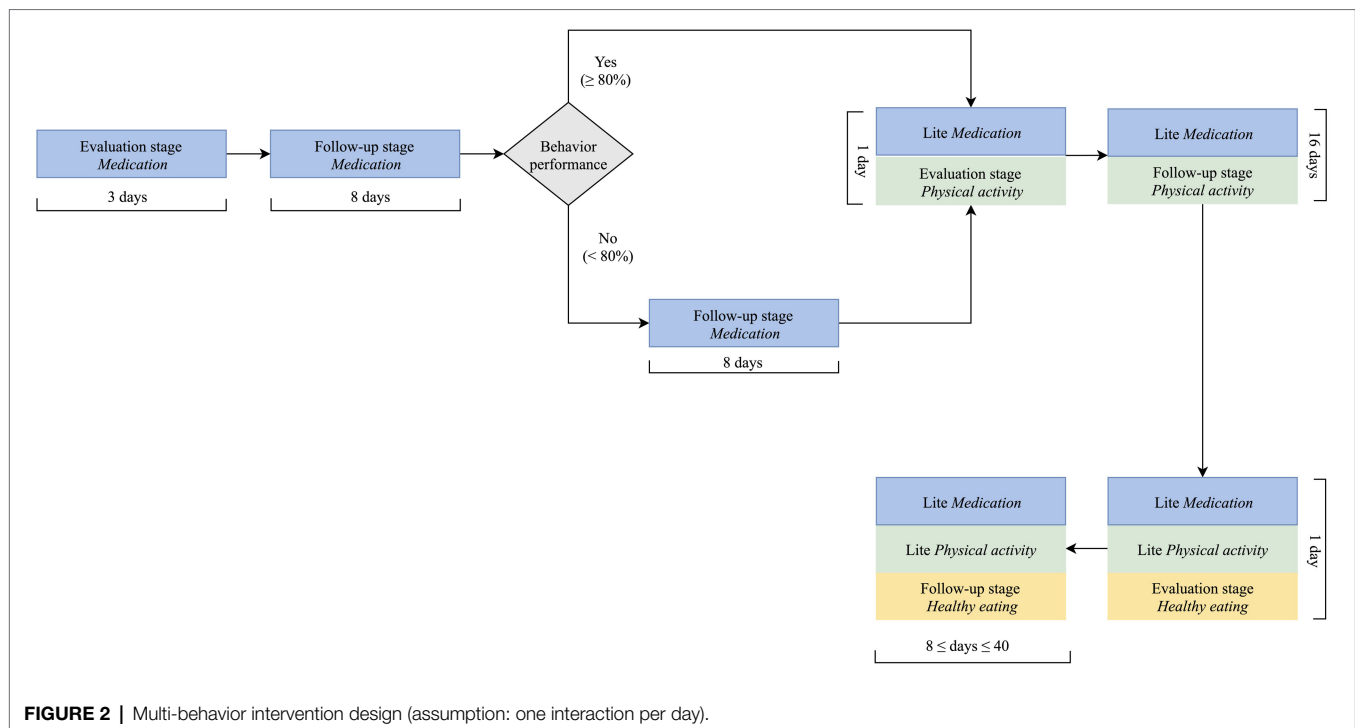 Yes
(≥ 80%)
Evaluation stage
Medication
3 days
Follow-up stage
Medication
8 days
Behavior
performance
1 day
Lite Medication
Evaluation stage
Physical activity
Lite Medication
Follow-up stage
Physical activity
16 days
No
(< 80%)
Follow-up stage
Medication
8 days
Lite Medication
Lite Physical activity
Follow-up stage
Healthy eating
8 ≤ days ≤ 40
Lite Medication
Lite Physical activity
Evaluation stage
Healthy eating
1 day
FIGURE 2 | Multi-behavior intervention design (assumption: one interaction per day).